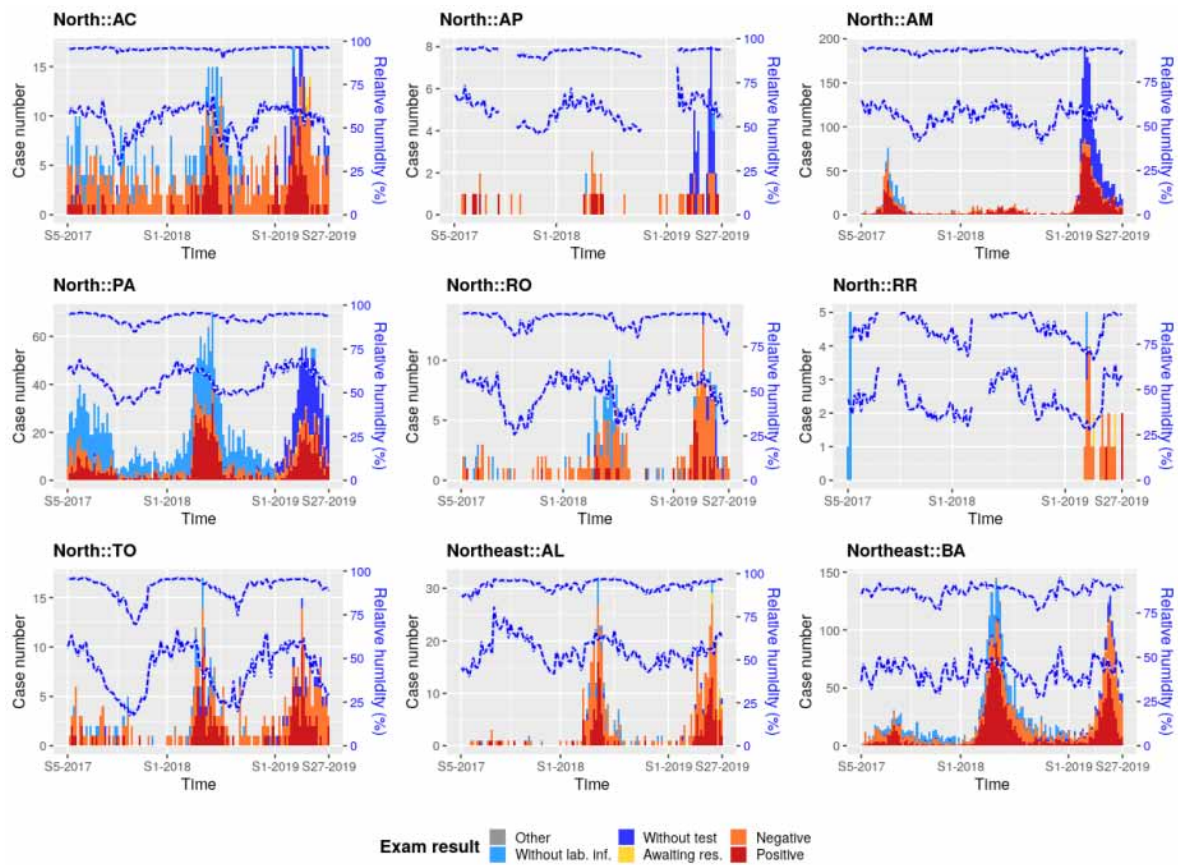 North::AC
North::AP
North::AM
Case number
15
10
5
0
100
75
50
25
0
Relative humidity (%)
S5-2017
S1-2018
S1-2019
S27-2019
TIme
Case number
8
6
4
2
0
100
75
50
25
0
Relative humidity (%)
S5-2017
S1-2018
S1-2019
S27-2019
TIme
Case number
200
150
100
50
0
75
50
25
0
Relative humidity (%)
S5-2017
S1-2018
S1-2019
S27-2019
TIme
North::PA
North::RO
North::RR
Case number
60
40
20
0
100
75
50
25
0
Relative humidity (%)
S5-2017
S1-2018
S1-2019
S27-2019
TIme
Case number
10
5
0
75
50
25
0
Relative humidity (%)
S5-2017
S1-2018
S1-2019
S27-2019
TIme
Case number
5
4
3
2
1
0
75
50
25
0
Relative humidity (%)
S5-2017
S1-2018
S1-2019
S27-2019
TIme
North::TO
Northeast::AL
Northeast::BA
Case number
15
10
5
0
100
75
50
25
0
Relative humidity (%)
S5-2017
S1-2018
S1-2019
S27-2019
TIme
Case number
30
20
10
0
100
75
50
25
0
Relative humidity (%)
S5-2017
S1-2018
S1-2019
S27-2019
TIme
Case number
150
100
50
0
75
50
25
0
Relative humidity (%)
S5-2017
S1-2018
S1-2019
S27-2019
TIme
Exam result
Other
Without test
Negative
Without lab. inf.
Awaiting res.
Positive